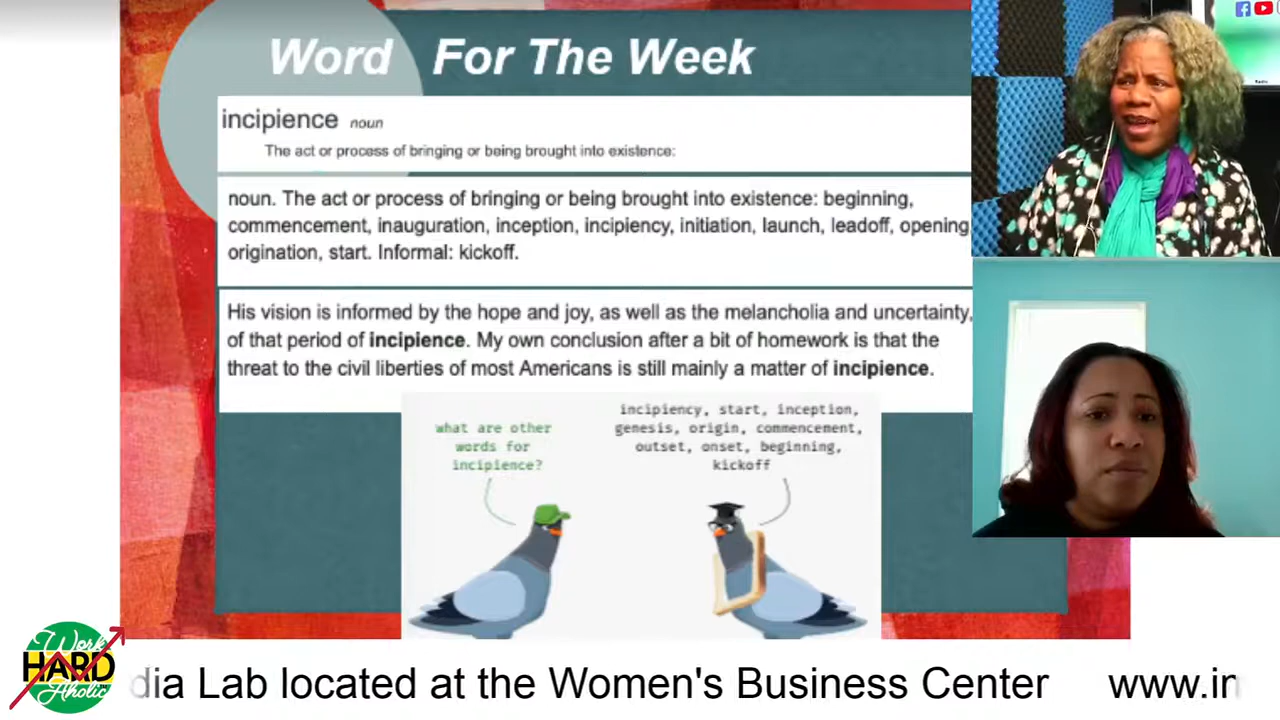 Word For The Week
incipience noun
The act or process of bringing or being brought into existence:
noun. The act or process of bringing or being brought into existence: beginning,
commencement, inauguration, inception, incipiency, initiation, launch, leadoff, opening,
origination, start. Informal: kickoff.
His vision is informed by the hope and joy, as well as the melancholia and uncertainty,
of that period of incipience. My own conclusion after a bit of homework is that the
threat to the civil liberties of most Americans is still mainly a matter of incipience.
what are other
words for
incipience?
incipiency, start, inception,
genesis, origin, commencement,
outset, onset, beginning,
kickoff
Work
HARD
Aholic
dia Lab located at the Women's Business Center www.in